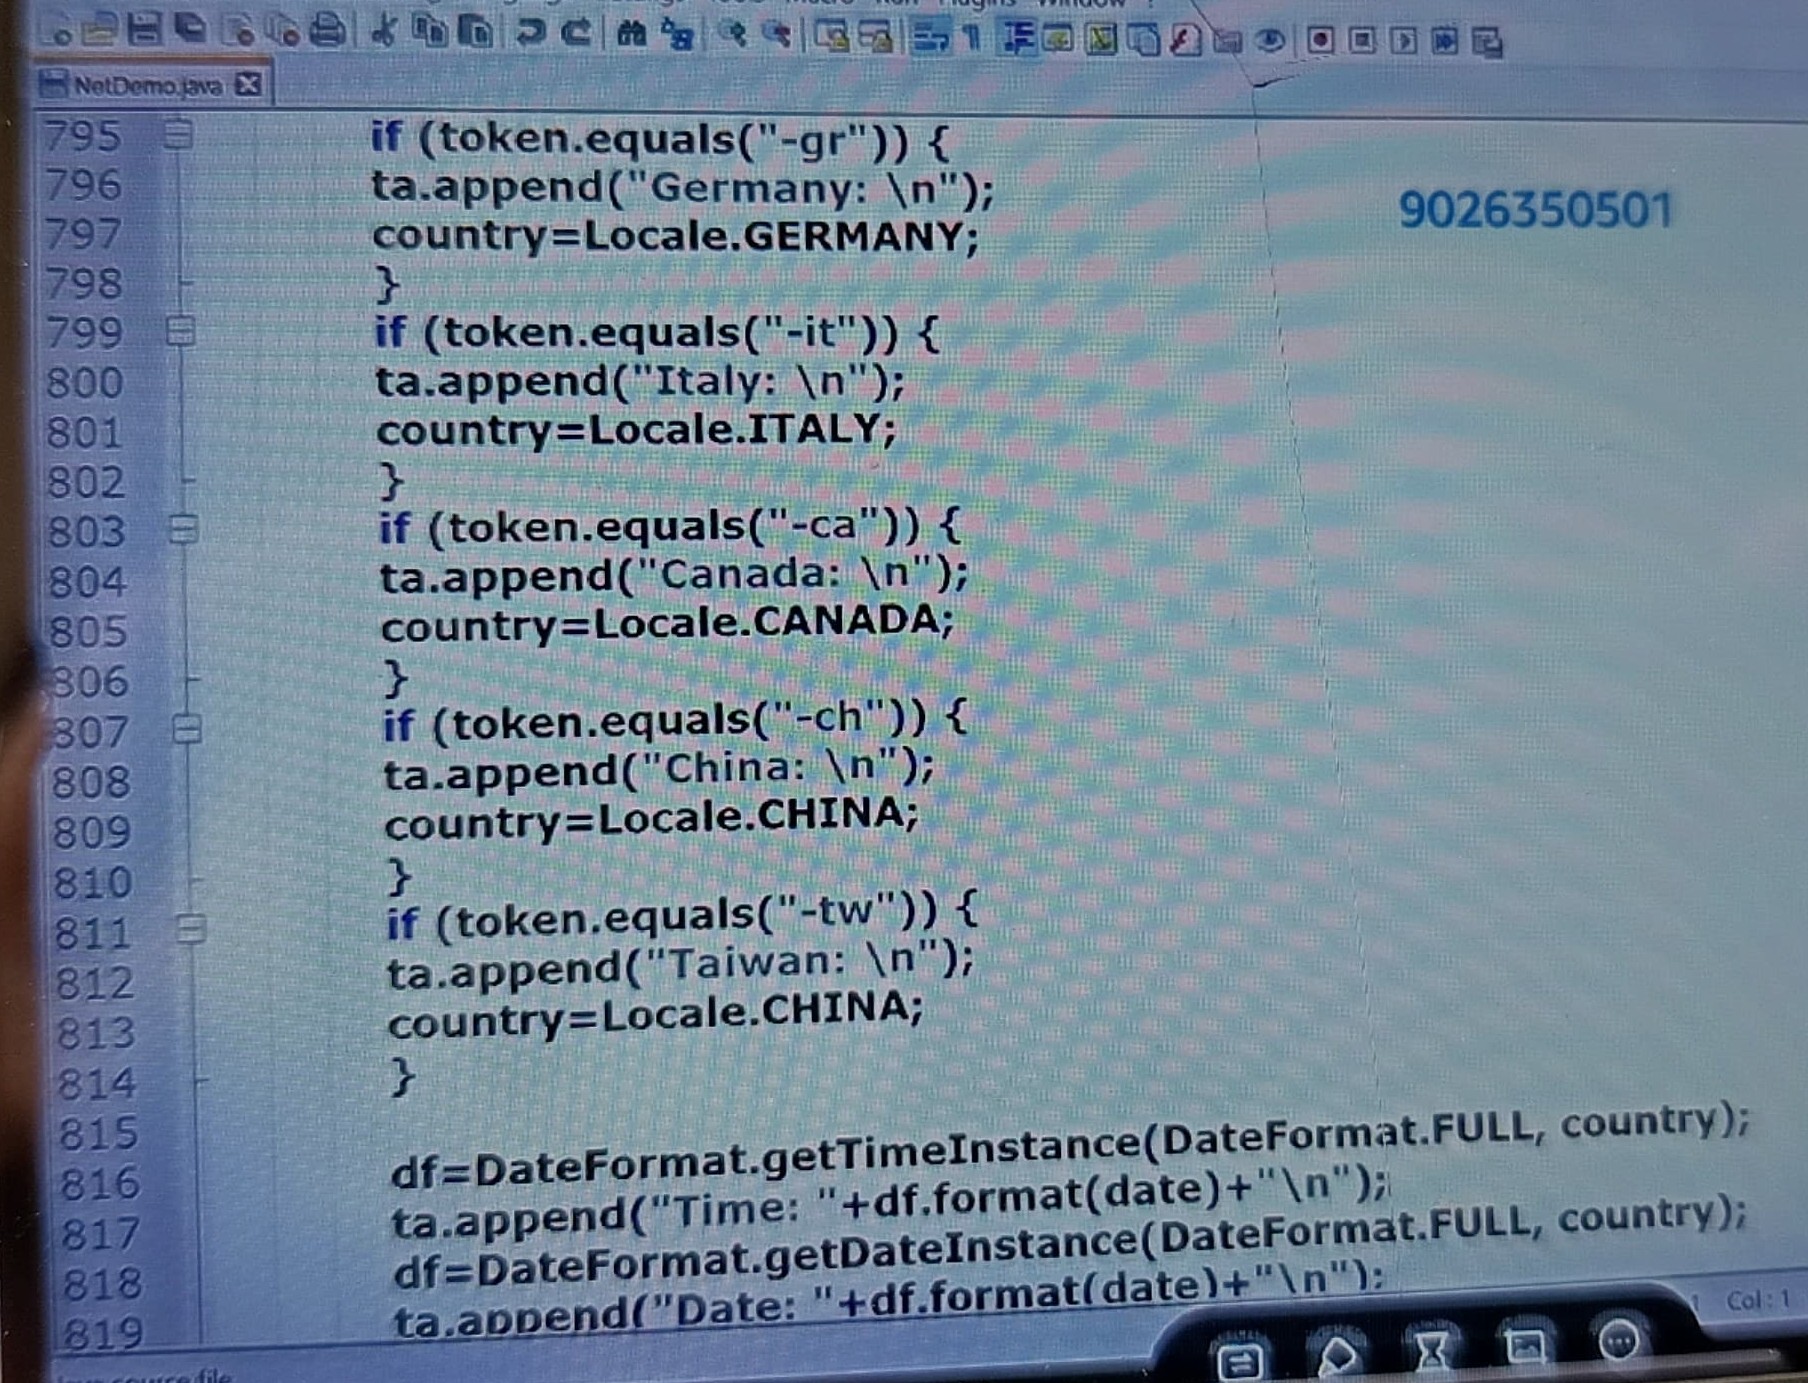 NetDemo.java
795 if (token.equals("-gr")) {
796 ta.append("Germany: \n");
9026350501
797 country=Locale.GERMANY;
798 }
799 if (token.equals("-it")) {
800 ta.append("Italy: \n");
801 country=Locale.ITALY;
802 }
803 if (token.equals("-ca")) {
804 ta.append("Canada: \n");
805 country=Locale.CANADA;
806 }
807 if (token.equals("-ch")) {
808 ta.append("China: \n");
809 country=Locale.CHINA;
810 }
811 if (token.equals("-tw")) {
812 ta.append("Taiwan: \n");
813 country=Locale.CHINA;
814 }
815
816 df=DateFormat.getTimeInstance(DateFormat.FULL, country);
817 ta.append("Time: "+df.format(date)+"\n");
818 df=DateFormat.getDateInstance(DateFormat.FULL, country);
819 ta.append("Date: "+df.format(date)+"\n");
Col: 1